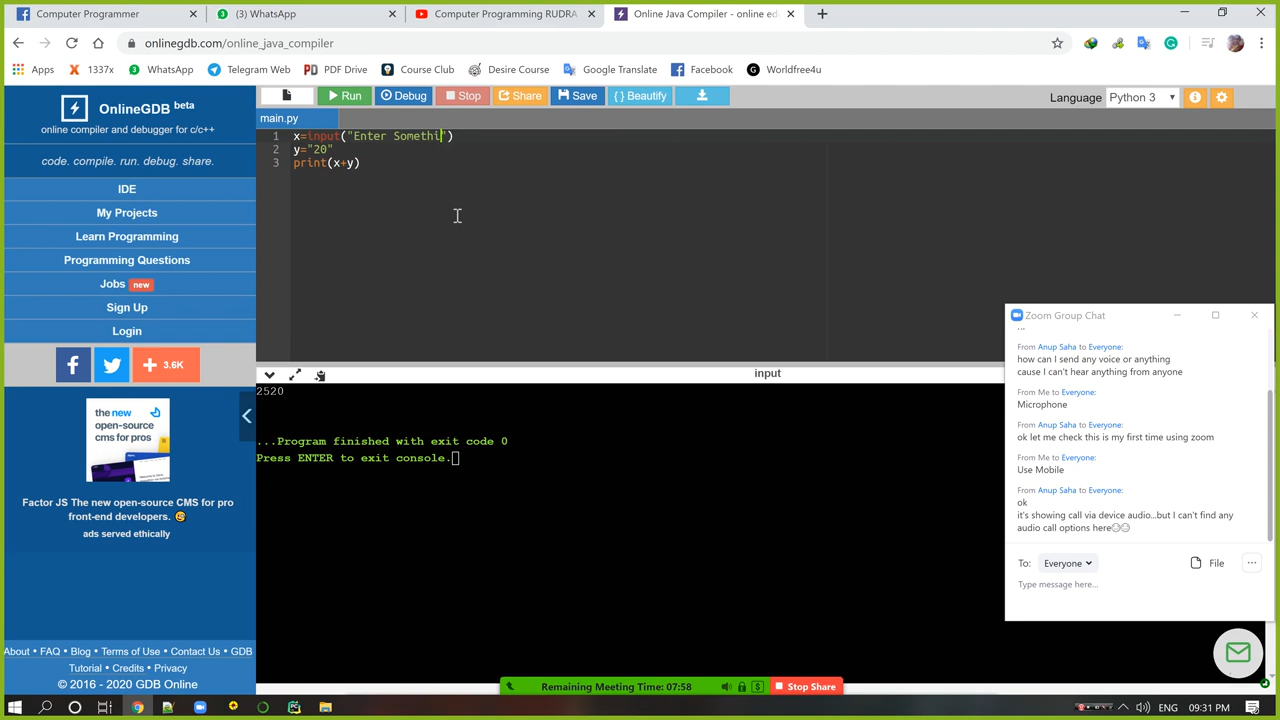 Computer Programmer
(3) WhatsApp
Computer Programming RUDRA
Online Java Compiler - online ed
onlinegdb.com/online_java_compiler
Apps
1337x
WhatsApp
Telegram Web
PDF Drive
Course Club
Desire Course
Google Translate
Facebook
Worldfree4u
OnlineGDB beta
online compiler and debugger for c/c++
code. compile. run. debug. share.
IDE
My Projects
Learn Programming
Programming Questions
Jobs new
Sign Up
Login
3.6K
the new
open-source
cms for pros
Factor JS The new open-source CMS for pro
front-end developers.
ads served ethically
About • FAQ • Blog • Terms of Use • Contact Us • GDB
Tutorial • Credits • Privacy
© 2016 - 2020 GDB Online
Run
Debug
Stop
Share
Save
{ } Beautify
Language Python 3
main.py
1 x=input("Enter Somethi")
2 y="20"
3 print(x+y)
input
2520
...Program finished with exit code 0
Press ENTER to exit console.
Zoom Group Chat
From Anup Saha to Everyone:
how can I send any voice or anything
cause I can't hear anything from anyone
From Me to Everyone:
Microphone
From Anup Saha to Everyone:
ok let me check this is my first time using zoom
From Me to Everyone:
Use Mobile
From Anup Saha to Everyone:
ok
it's showing call via device audio...but I can't find any
audio call options here
To: Everyone
File
Type message here...
Remaining Meeting Time: 07:58
Stop Share
ENG
09:31 PM